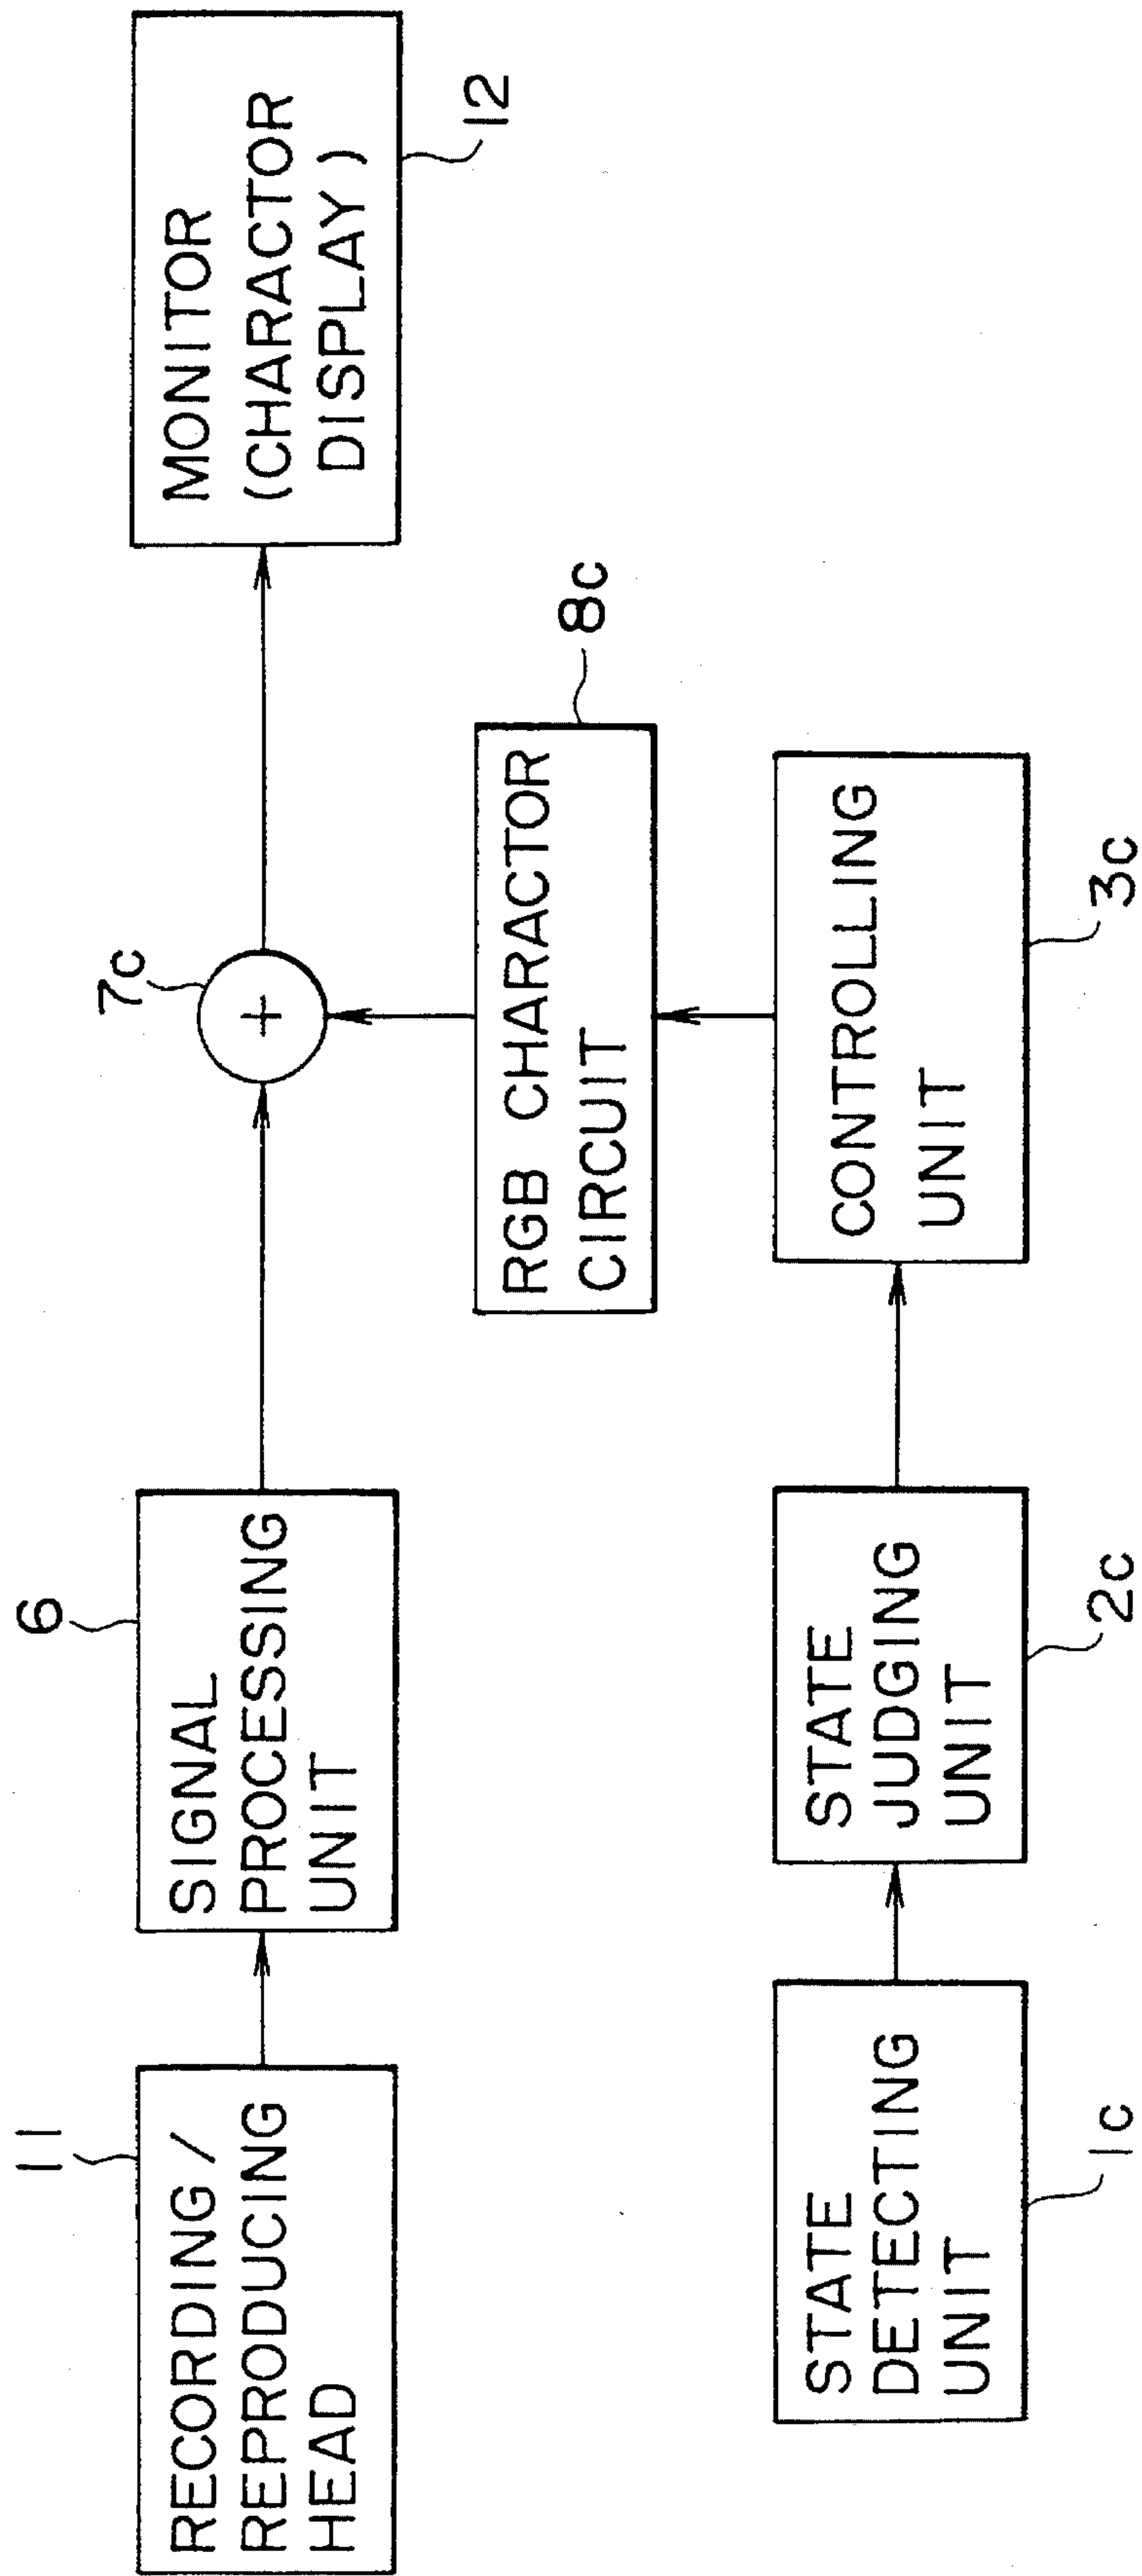 11
RECORDING/
REPRODUCING
HEAD
6
SIGNAL
PROCESSING
UNIT
7c
+
MONITOR
(CHARACTOR
DISPLAY)
12
RGB CHARACTOR
CIRCUIT
8c
STATE
DETECTING
UNIT
1c
STATE
JUDGING
UNIT
2c
CONTROLLING
UNIT
3c